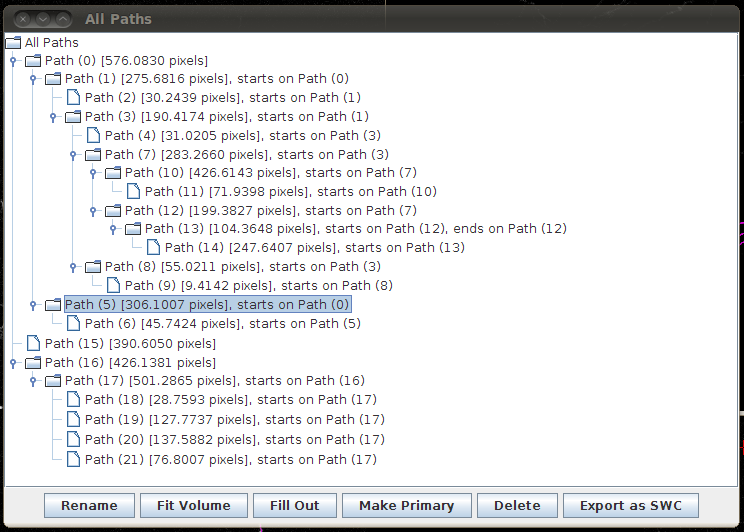 All Paths
All Paths
Path (0) [576.0830 pixels]
Path (1) [275.6816 pixels], starts on Path (0)
Path (2) [30.2439 pixels], starts on Path (1)
Path (3) [190.4174 pixels], starts on Path (1)
Path (4) [31.0205 pixels], starts on Path (3)
Path (7) [283.2660 pixels], starts on Path (3)
Path (10) [426.6143 pixels], starts on Path (7)
Path (11) [71.9398 pixels], starts on Path (10)
Path (12) [199.3827 pixels], starts on Path (7)
Path (13) [104.3648 pixels], starts on Path (12), ends on Path (12)
Path (14) [247.6407 pixels], starts on Path (13)
Path (8) [55.0211 pixels], starts on Path (3)
Path (9) [9.4142 pixels], starts on Path (8)
Path (5) [306.1007 pixels], starts on Path (0)
Path (6) [45.7424 pixels], starts on Path (5)
Path (15) [390.6050 pixels]
Path (16) [426.1381 pixels]
Path (17) [501.2865 pixels], starts on Path (16)
Path (18) [28.7593 pixels], starts on Path (17)
Path (19) [127.7737 pixels], starts on Path (17)
Path (20) [137.5882 pixels], starts on Path (17)
Path (21) [76.8007 pixels], starts on Path (17)
Rename Fit Volume Fill Out Make Primary Delete Export as SWC